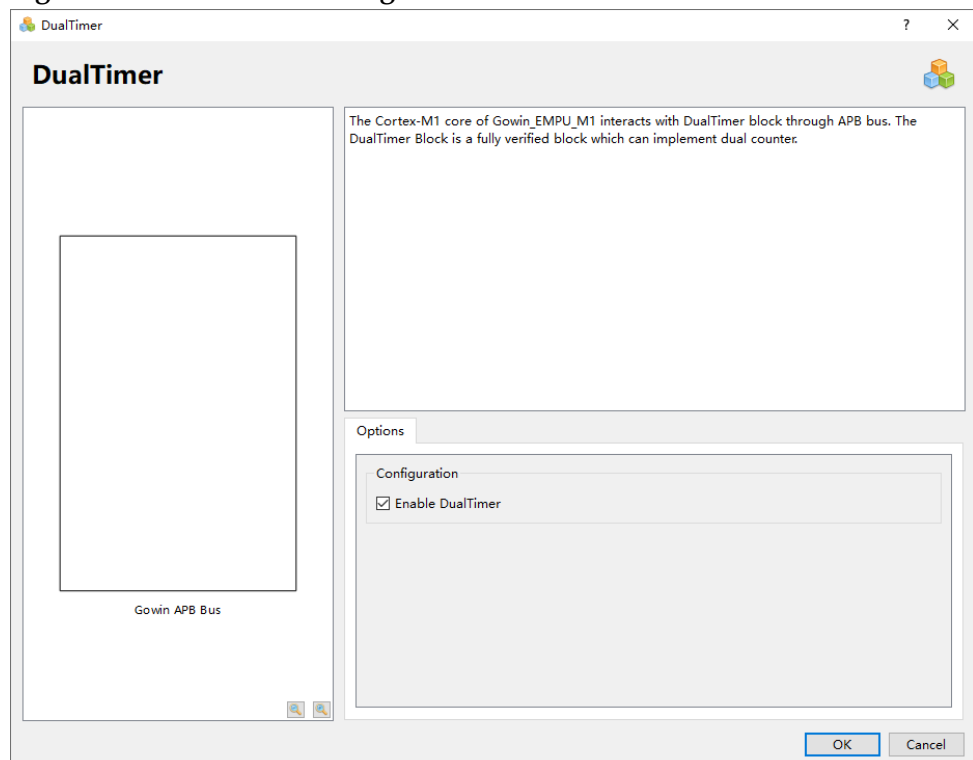 DualTimer
? ×
DualTimer
The Cortex-M1 core of Gowin_EMPU_M1 interacts with DualTimer block through APB bus. The
DualTimer Block is a fully verified block which can implement dual counter.
Options
Configuration
Enable DualTimer
Gowin APB Bus
OK Cancel